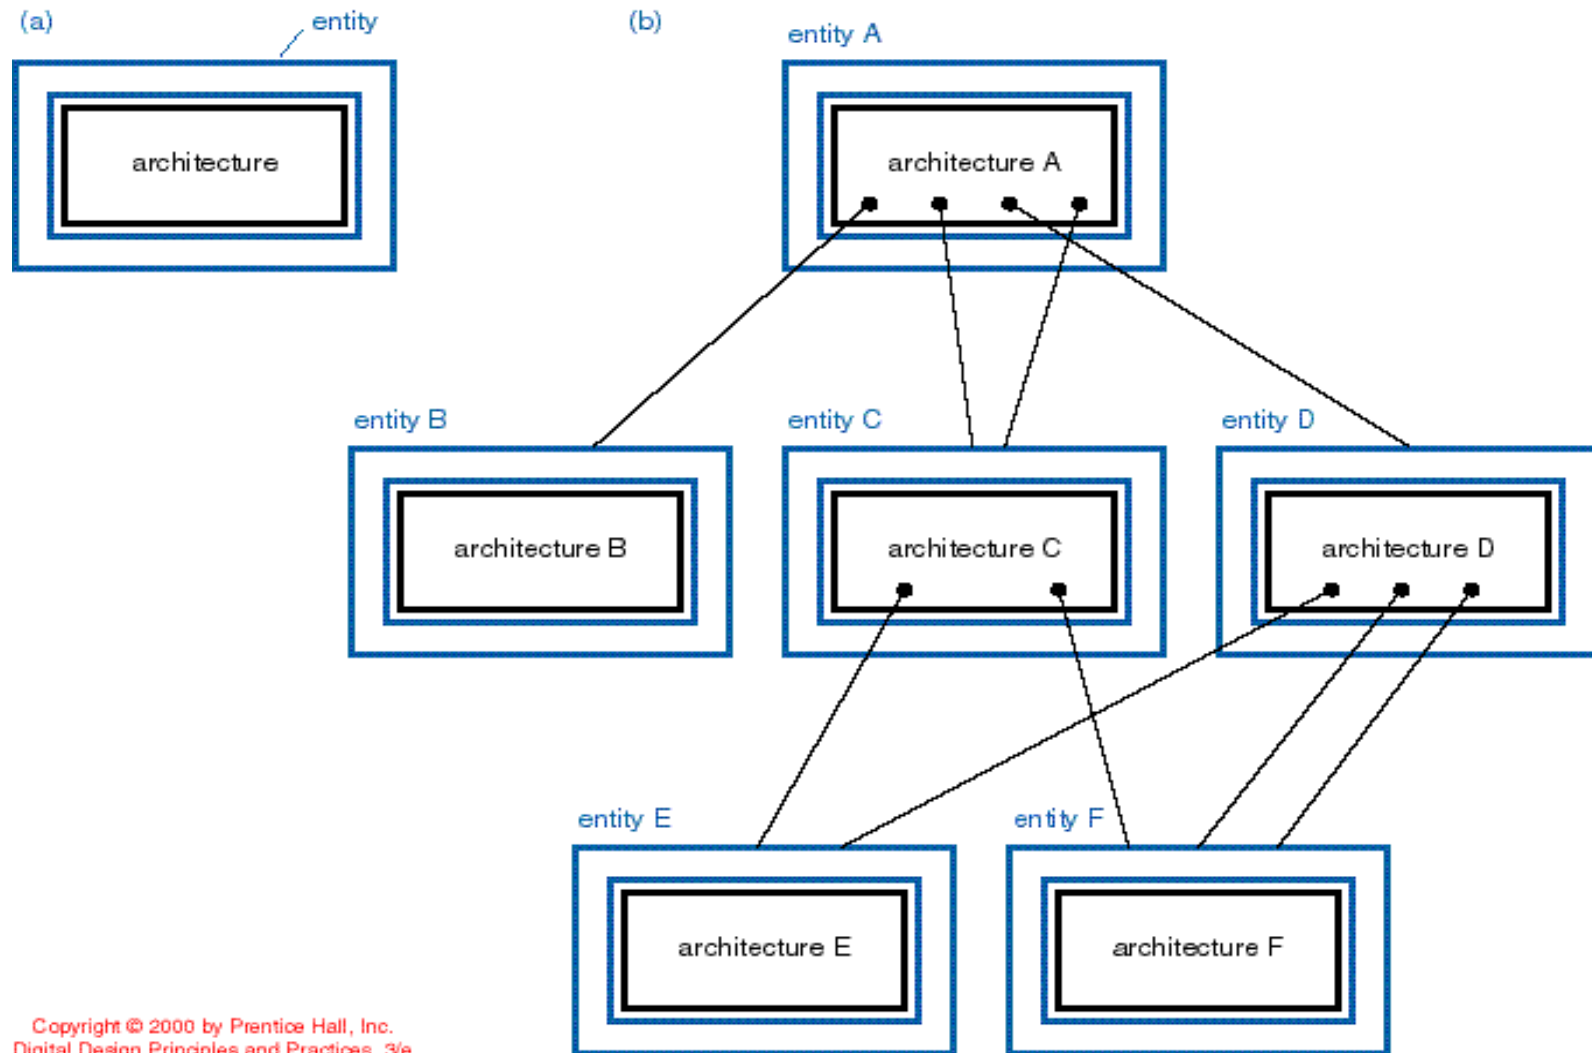 (a)
entity
architecture
(b)
entity A
architecture A
entity B
architecture B
entity C
architecture C
entity D
architecture D
entity E
architecture E
entity F
architecture F
Copyright © 2000 by Prentice Hall, Inc.
Digital Design Principles and Practices, 3/e